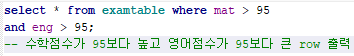 select * from examtable where mat > 95
and eng > 95;
-- 수학점수가 95보다 높고 영어점수가 95보다 큰 row 출력